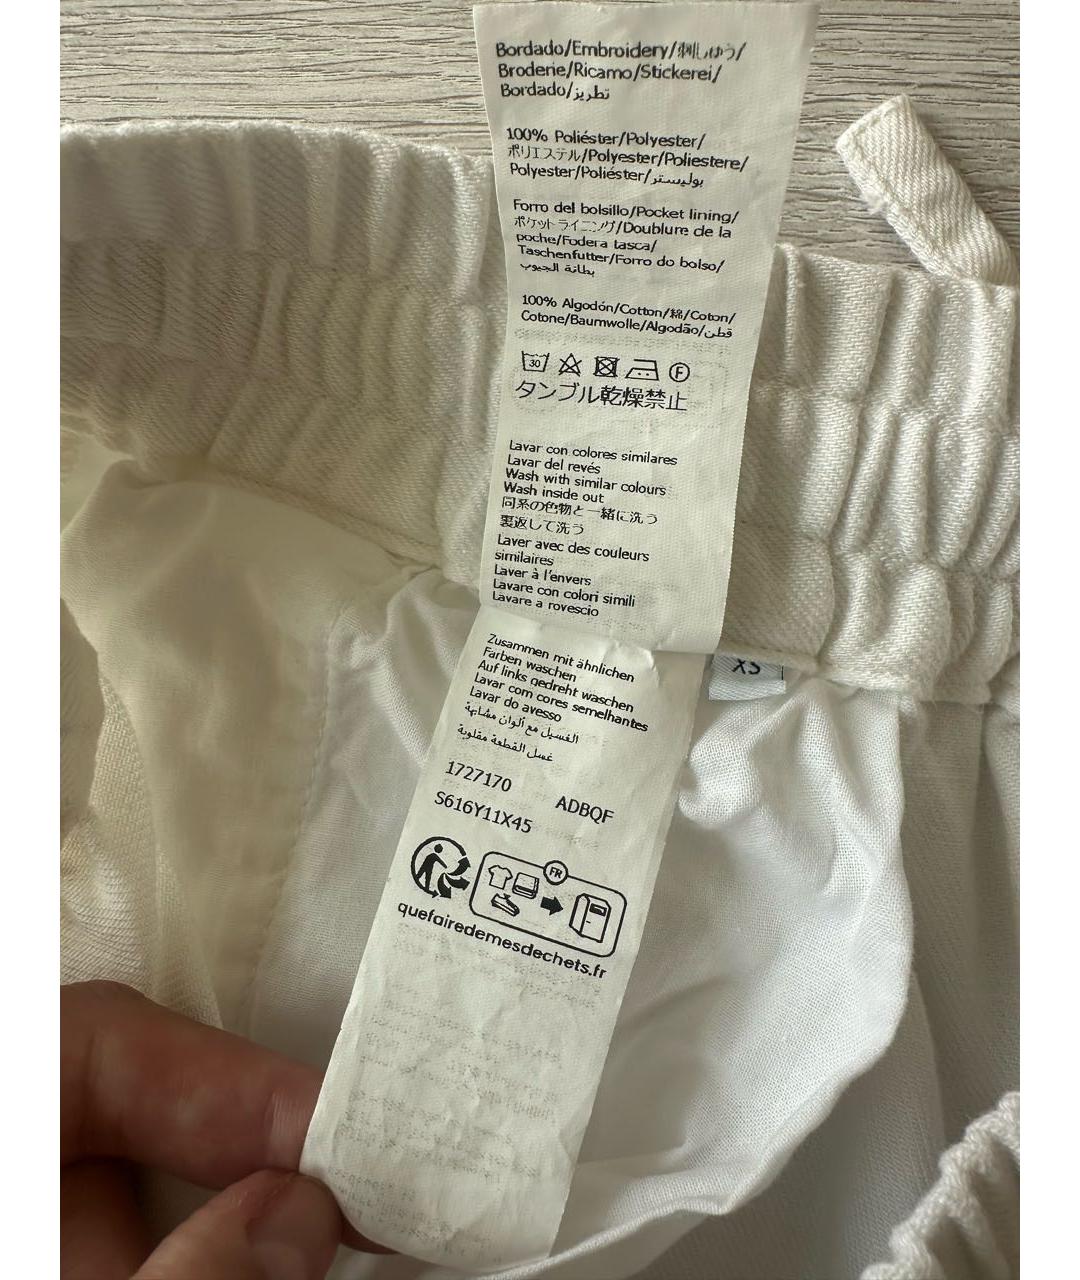 Bordado/Embroidery/刺しゅう/
Broderie/Ricamo/Stickerei/
Bordado/تطريز
100% Poliéster/Polyester/
ポリエステル/Polyester/Poliestere/
Polyester/Poliéster/بوليستر
Forro del bolsillo/Pocket lining/
ポケットライニング/Doublure de la
poche/Fodera tasca/
Taschenfutter/Forro do bolso/
بطانة الجيوب
100% Algodón/Cotton/綿/Coton/
Cotone/Baumwolle/Algodão/قطن
30 F
タンブル乾燥禁止
Lavar con colores similares
Lavar del revés
Wash with similar colours
Wash inside out
同系の色物と一緒に洗う
裏返して洗う
Laver avec des couleurs
similaires
Laver à l'envers
Lavare con colori simili
Lavare a rovescio
XS
Zusammen mit ähnlichen
Farben waschen
Auf links gedreht waschen
Lavar com cores semelhantes
Lavar do avesso
الغسيل مع ألوان مشابهة
غسل القطعة مقلوبة
1727170 ADBQF
S616Y11X45
FR
quefairedemesdechets.fr